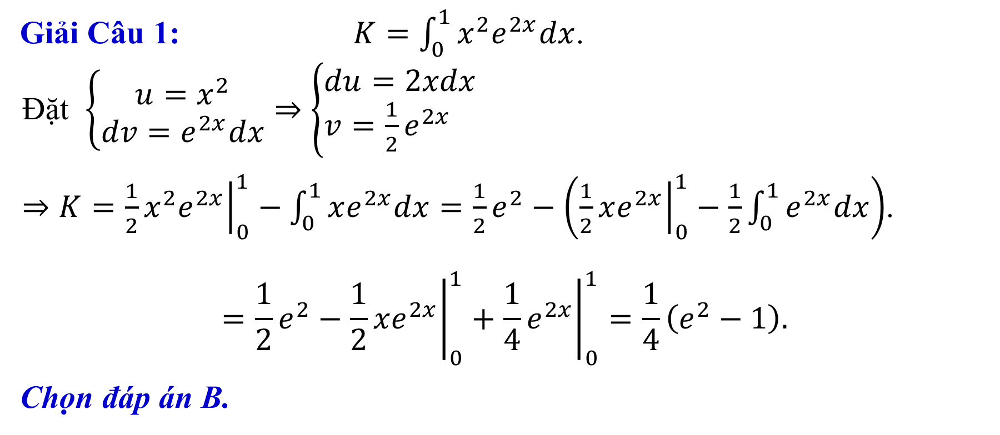 Giải Câu 1: $K = \int_0^1 x^2 e^{2x} dx.$
Đặt $\begin{cases} u = x^2 \\ dv = e^{2x} dx \end{cases} \Rightarrow \begin{cases} du = 2xdx \\ v = \frac{1}{2} e^{2x} \end{cases}$
$\Rightarrow K = \frac{1}{2} x^2 e^{2x} \Big|_0^1 - \int_0^1 x e^{2x} dx = \frac{1}{2} e^2 - \left( \frac{1}{2} x e^{2x} \Big|_0^1 - \frac{1}{2} \int_0^1 e^{2x} dx \right).$
$= \frac{1}{2} e^2 - \frac{1}{2} x e^{2x} \Big|_0^1 + \frac{1}{4} e^{2x} \Big|_0^1 = \frac{1}{4} (e^2 - 1).$
Chọn đáp án B.